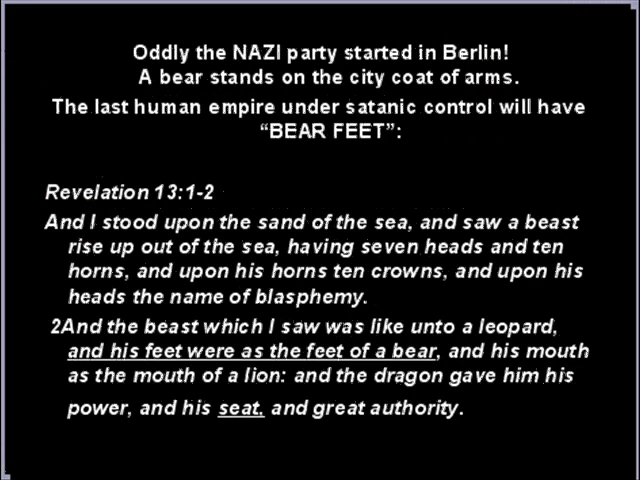 Oddly the NAZI party started in Berlin!
A bear stands on the city coat of arms.
The last human empire under satanic control will have
“BEAR FEET”:
Revelation 13:1-2
And I stood upon the sand of the sea, and saw a beast
rise up out of the sea, having seven heads and ten
horns, and upon his horns ten crowns, and upon his
heads the name of blasphemy.
2And the beast which I saw was like unto a leopard,
and his feet were as the feet of a bear, and his mouth
as the mouth of a lion: and the dragon gave him his
power, and his seat, and great authority.